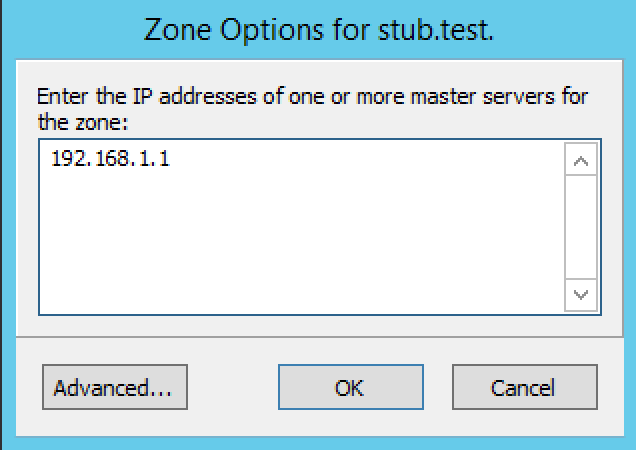 Zone Options for stub.test.
Enter the IP addresses of one or more master servers for
the zone:
192.168.1.1
Advanced...
OK
Cancel